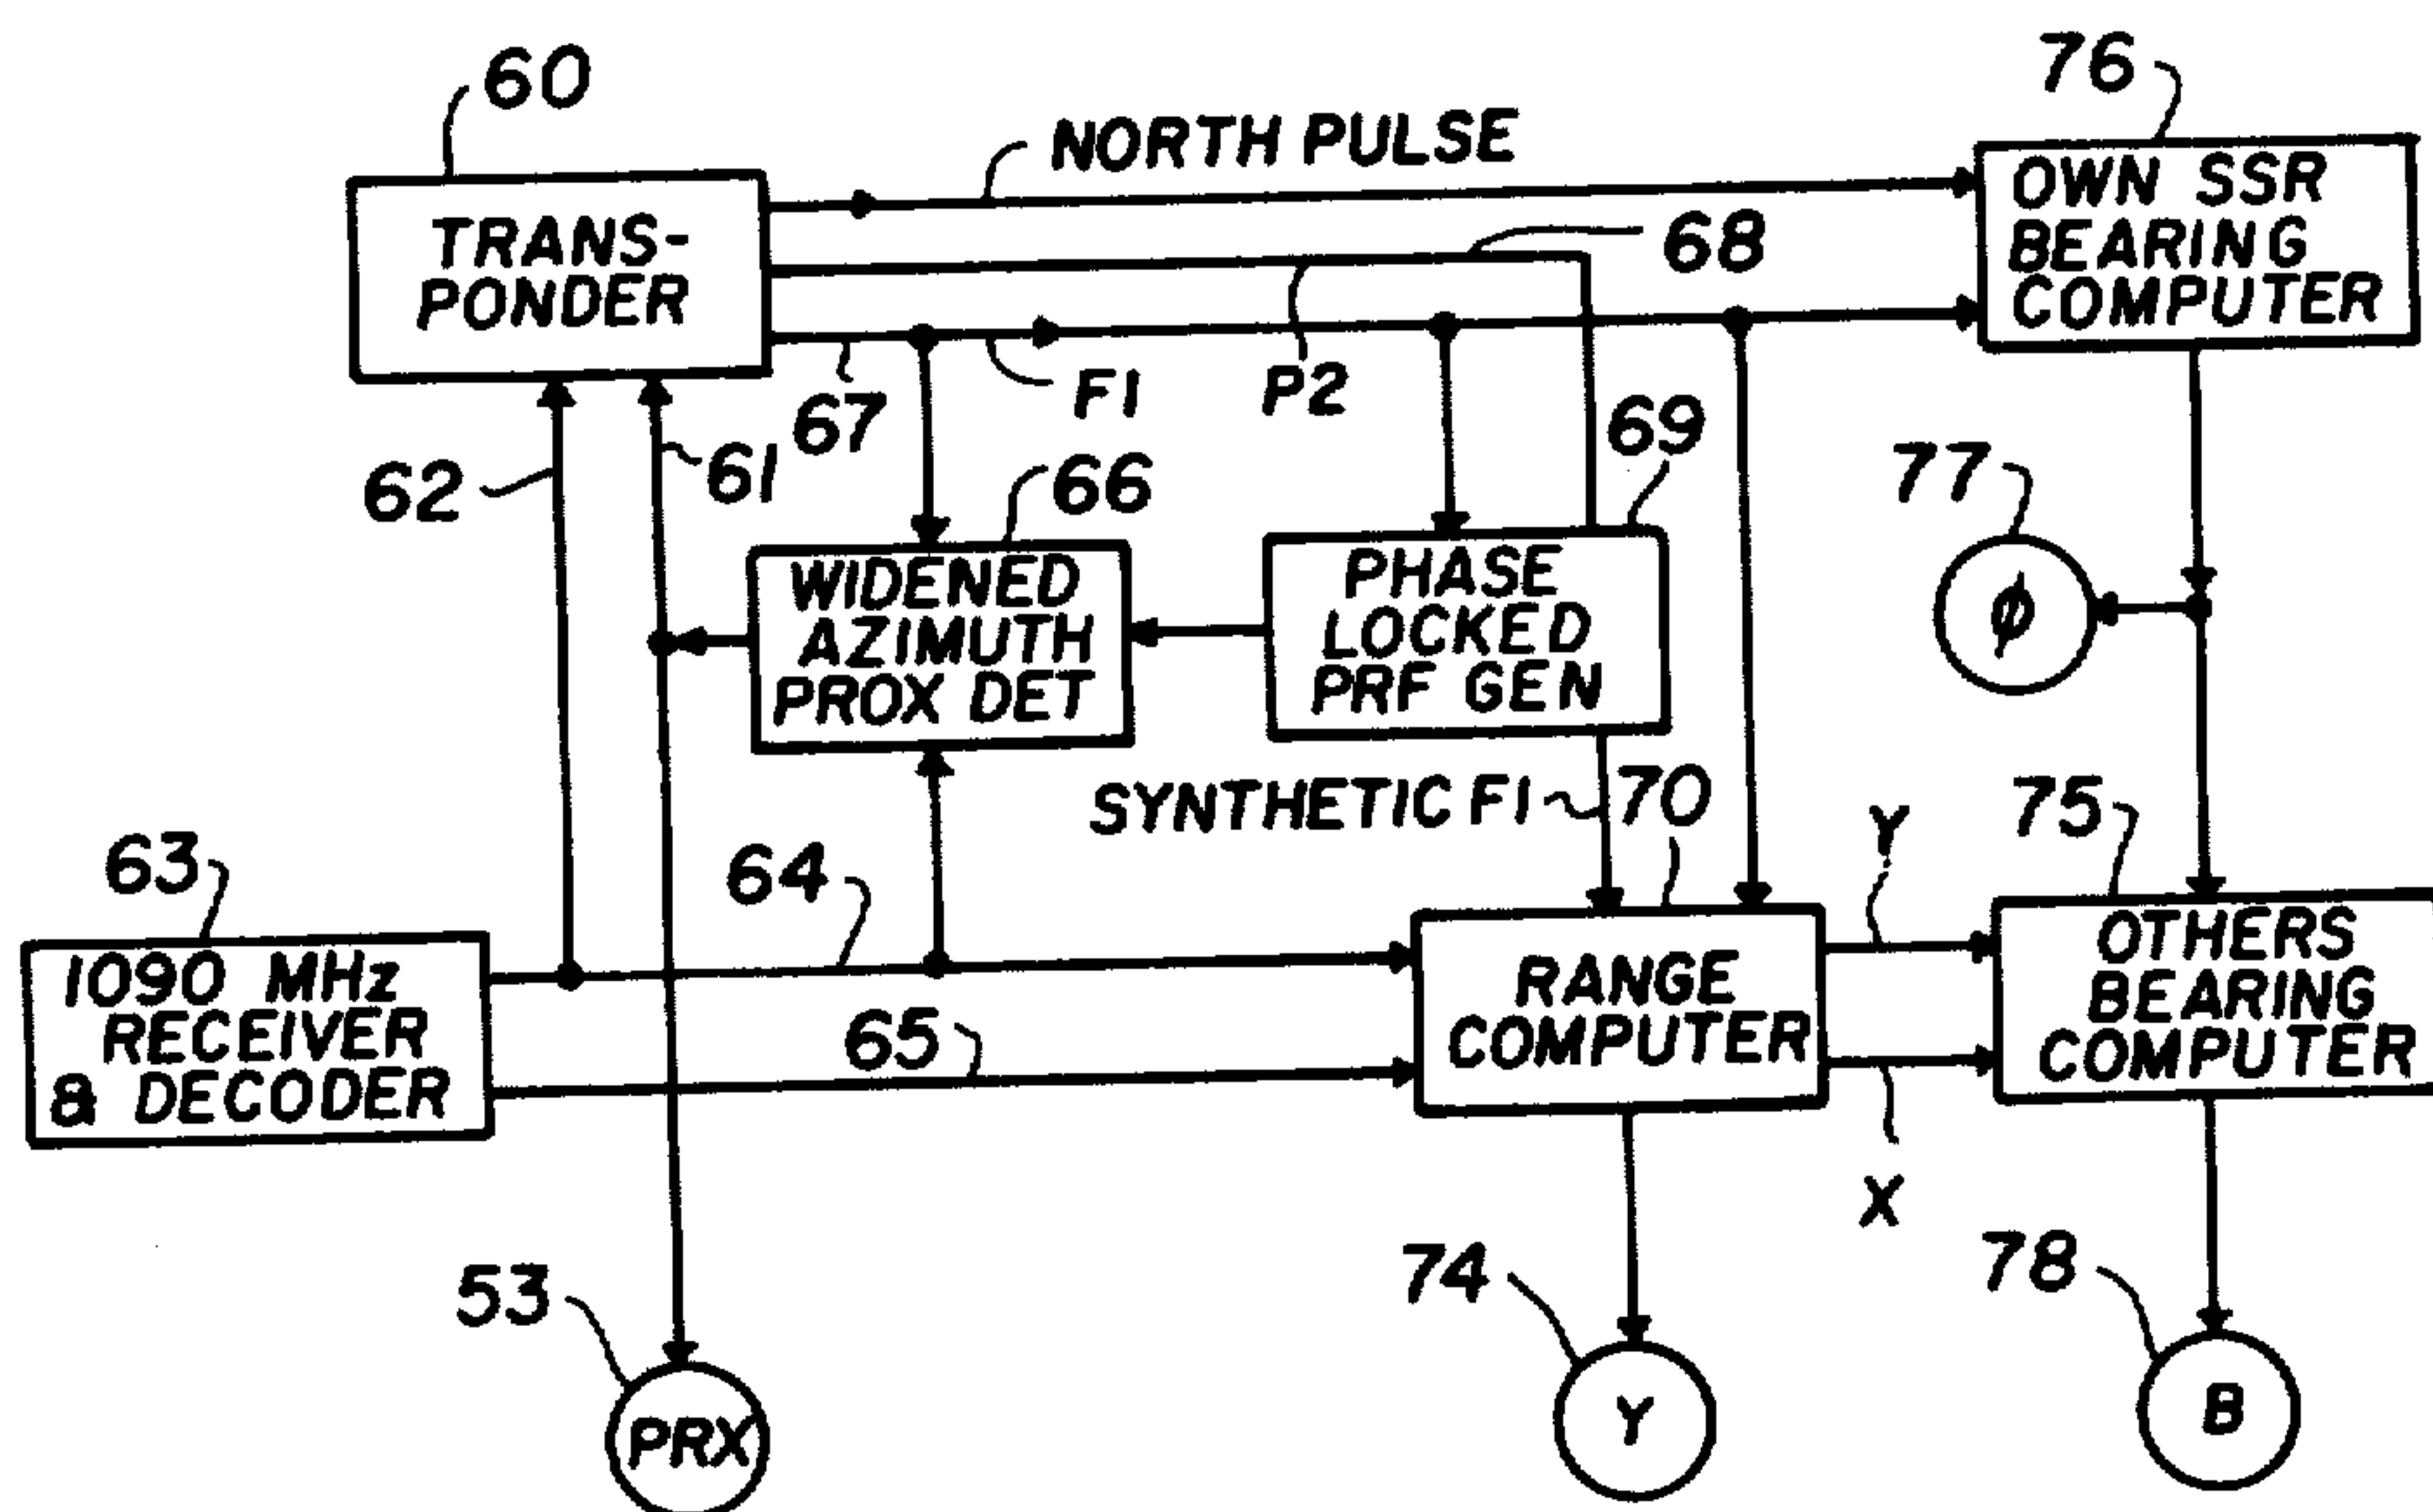 60
76
NORTH PULSE
TRANS-
PONDER
OWN SSR
BEARING
COMPUTER
68
67
F1
P2
69
62
61
66
77
WIDENED
AZIMUTH
PROX DET
PHASE
LOCKED
PRF GEN
ϕ
SYNTHETIC F1
70
Y
75
63
64
1090 MHz
RECEIVER
& DECODER
65
RANGE
COMPUTER
OTHERS
BEARING
COMPUTER
X
53
74
78
PRX
Y
B